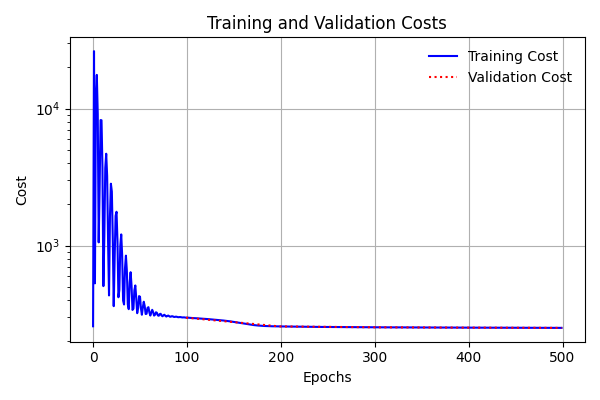 Training and Validation Costs
Training Cost
Validation Cost
10⁴
10³
Cost
0 100 200 300 400 500
Epochs